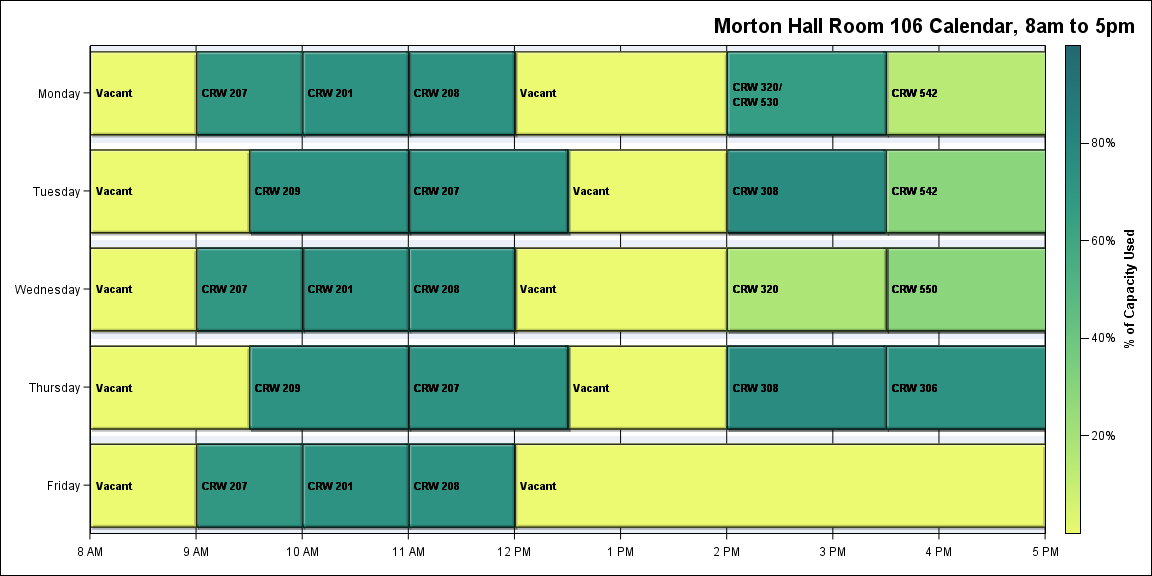 Morton Hall Room 106 Calendar, 8am to 5pm
Monday
Vacant
CRW 207
CRW 201
CRW 208
Vacant
CRW 320/
CRW 530
CRW 542
Tuesday
Vacant
CRW 209
CRW 207
Vacant
CRW 308
CRW 542
Wednesday
Vacant
CRW 207
CRW 201
CRW 208
Vacant
CRW 320
CRW 550
Thursday
Vacant
CRW 209
CRW 207
Vacant
CRW 308
CRW 306
Friday
Vacant
CRW 207
CRW 201
CRW 208
Vacant
8 AM
9 AM
10 AM
11 AM
12 PM
1 PM
2 PM
3 PM
4 PM
5 PM
80%
60%
40%
20%
% of Capacity Used